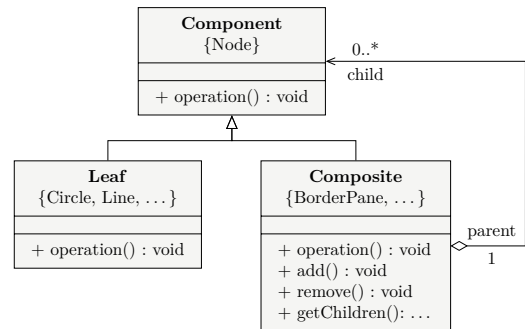 Component
{Node}
+ operation() : void
0..*
child
Leaf
{Circle, Line, ...}
+ operation() : void
Composite
{BorderPane, ...}
+ operation() : void
+ add() : void
+ remove() : void
+ getChildren(): ...
parent
1